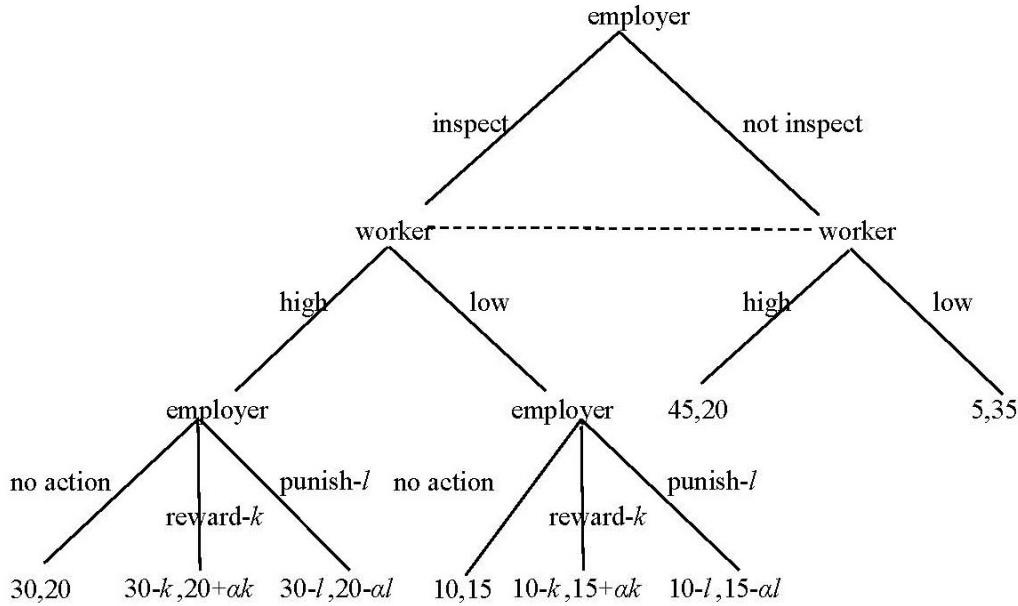 employer
inspect
not inspect
worker
worker
high
low
high
low
employer
employer
45,20
5,35
no action
punish-l
no action
punish-l
reward-k
reward-k
30,20
30-k,20+αk
30-l,20-αl
10,15
10-k,15+αk
10-l,15-αl